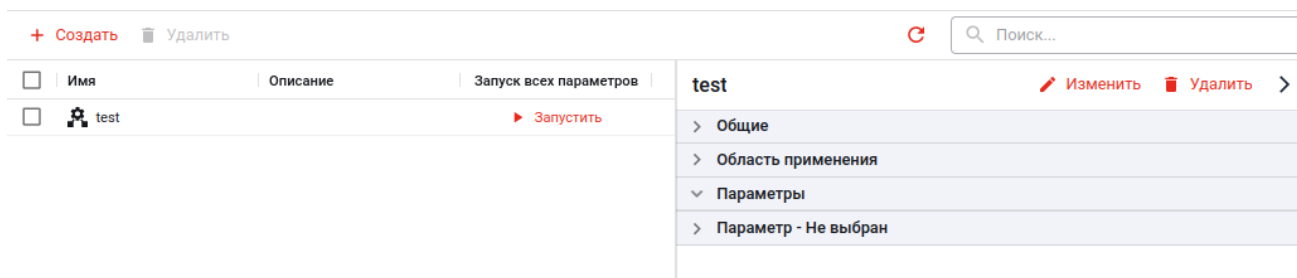 + Создать Удалить Поиск...
Имя Описание Запуск всех параметров
test Запустить
test Изменить Удалить
Общие
Область применения
Параметры
Параметр - Не выбран